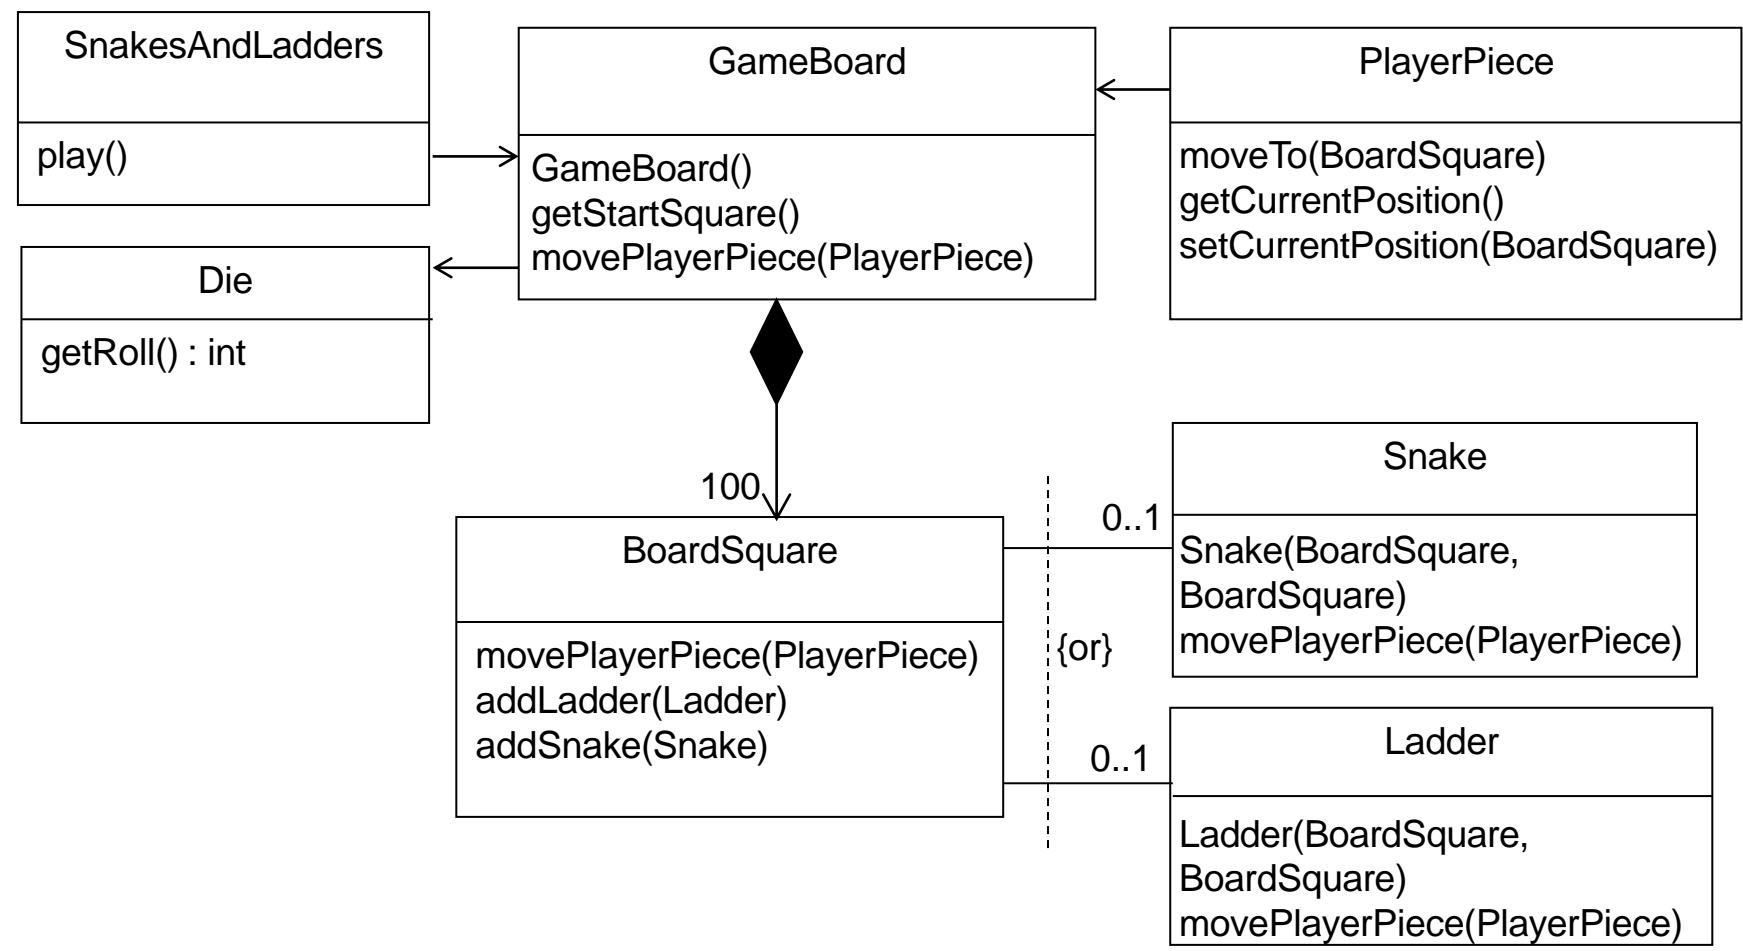 SnakesAndLadders
play()
GameBoard
GameBoard()
getStartSquare()
movePlayerPiece(PlayerPiece)
PlayerPiece
moveTo(BoardSquare)
getCurrentPosition()
setCurrentPosition(BoardSquare)
Die
getRoll() : int
100
BoardSquare
movePlayerPiece(PlayerPiece)
addLadder(Ladder)
addSnake(Snake)
{or}
0..1
Snake
Snake(BoardSquare,
BoardSquare)
movePlayerPiece(PlayerPiece)
0..1
Ladder
Ladder(BoardSquare,
BoardSquare)
movePlayerPiece(PlayerPiece)